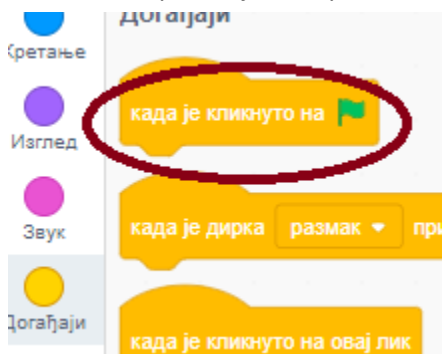 Догађаји
Кретање
када је кликнуто на
Изглед
Звук
када је дирка размак при
Догађаји
када је кликнуто на овај лик